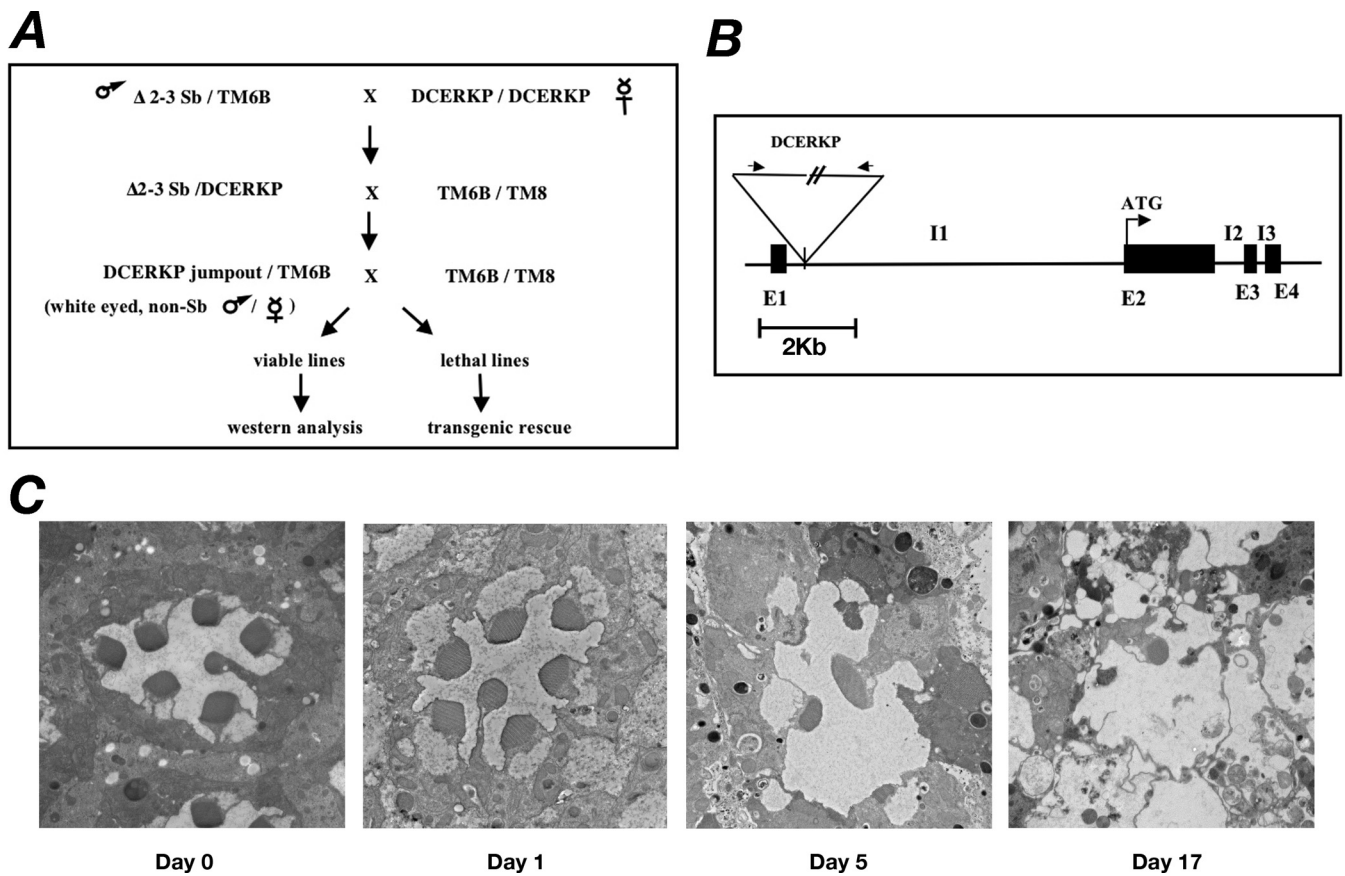 A
Δ 2-3 Sb / TM6B X DCERKP / DCERKP
Δ2-3 Sb /DCERKP X TM6B / TM8
DCERKP jumpout / TM6B X TM6B / TM8
(white eyed, non-Sb ♂ / ☿ )
viable lines lethal lines
western analysis transgenic rescue
B
DCERKP
ATG
I1 I2 I3
E1 E2 E3 E4
2Kb
C
Day 0 Day 1 Day 5 Day 17